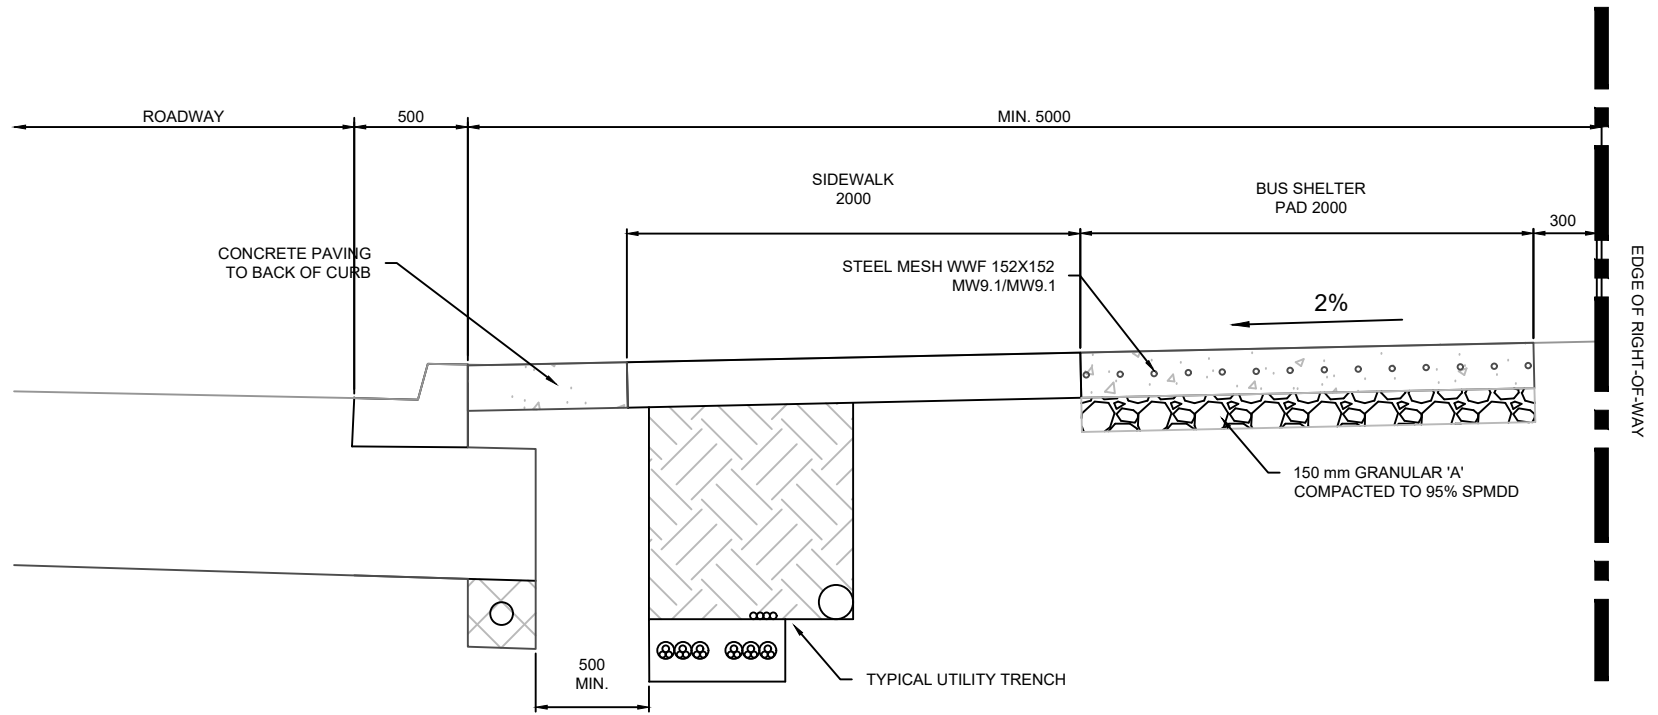 ROADWAY
500
MIN. 5000
SIDEWALK
2000
BUS SHELTER
PAD 2000
300
CONCRETE PAVING
TO BACK OF CURB
STEEL MESH WWF 152X152
MW9.1/MW9.1
2%
EDGE OF RIGHT-OF-WAY
150 mm GRANULAR 'A'
COMPACTED TO 95% SPMDD
500
MIN.
TYPICAL UTILITY TRENCH